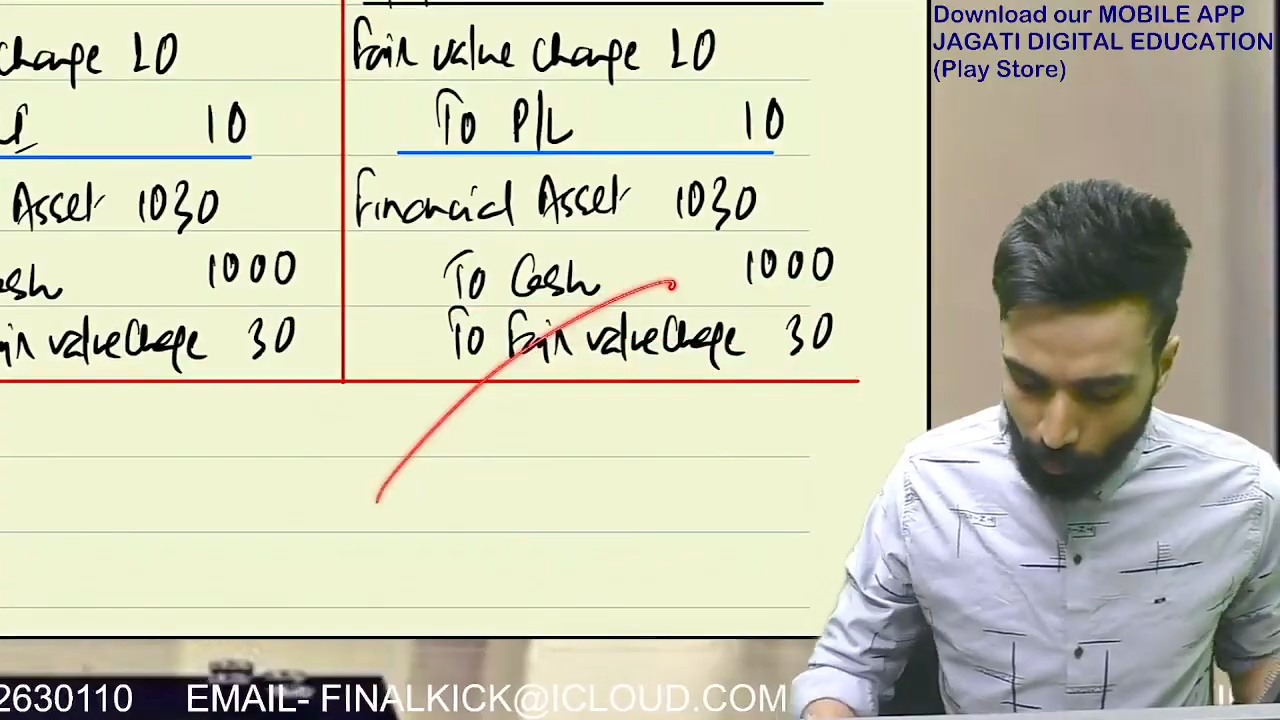 change 10
10
Asset 1030
1000
value change 30
Fair value change 10
To P/L 10
Financial Asset 1030
To Cash 1000
To Fair value change 30
Download our MOBILE APP
JAGATI DIGITAL EDUCATION
(Play Store)
2630110 EMAIL- FINALKICK@ICLOUD.COM